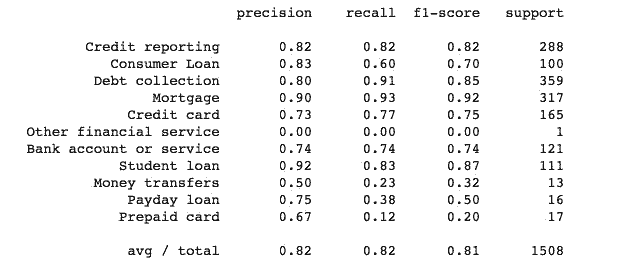 precision recall f1-score support
Credit reporting 0.82 0.82 0.82 288
Consumer Loan 0.83 0.60 0.70 100
Debt collection 0.80 0.91 0.85 359
Mortgage 0.90 0.93 0.92 317
Credit card 0.73 0.77 0.75 165
Other financial service 0.00 0.00 0.00 1
Bank account or service 0.74 0.74 0.74 121
Student loan 0.92 0.83 0.87 111
Money transfers 0.50 0.23 0.32 13
Payday loan 0.75 0.38 0.50 16
Prepaid card 0.67 0.12 0.20 17
avg / total 0.82 0.82 0.81 1508